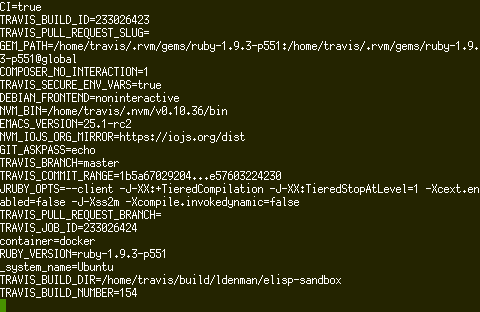 CI=true
TRAVIS_BUILD_ID=233026423
TRAVIS_PULL_REQUEST_SLUG=
GEM_PATH=/home/travis/.rvm/gems/ruby-1.9.3-p551:/home/travis/.rvm/gems/ruby-1.9.
3-p551@global
COMPOSER_NO_INTERACTION=1
TRAVIS_SECURE_ENV_VARS=true
DEBIAN_FRONTEND=noninteractive
NVM_BIN=/home/travis/.nvm/v0.10.36/bin
EMACS_VERSION=25.1-rc2
NVM_IOJS_ORG_MIRROR=https://iojs.org/dist
GIT_ASKPASS=echo
TRAVIS_BRANCH=master
TRAVIS_COMMIT_RANGE=1b5a67029204...e57603224230
JRUBY_OPTS=--client -J-XX:+TieredCompilation -J-XX:TieredStopAtLevel=1 -Xcext.en
abled=false -J-Xss2m -Xcompile.invokedynamic=false
TRAVIS_PULL_REQUEST_BRANCH=
TRAVIS_JOB_ID=233026424
container=docker
RUBY_VERSION=ruby-1.9.3-p551
_system_name=Ubuntu
TRAVIS_BUILD_DIR=/home/travis/build/ldenman/elisp-sandbox
TRAVIS_BUILD_NUMBER=154